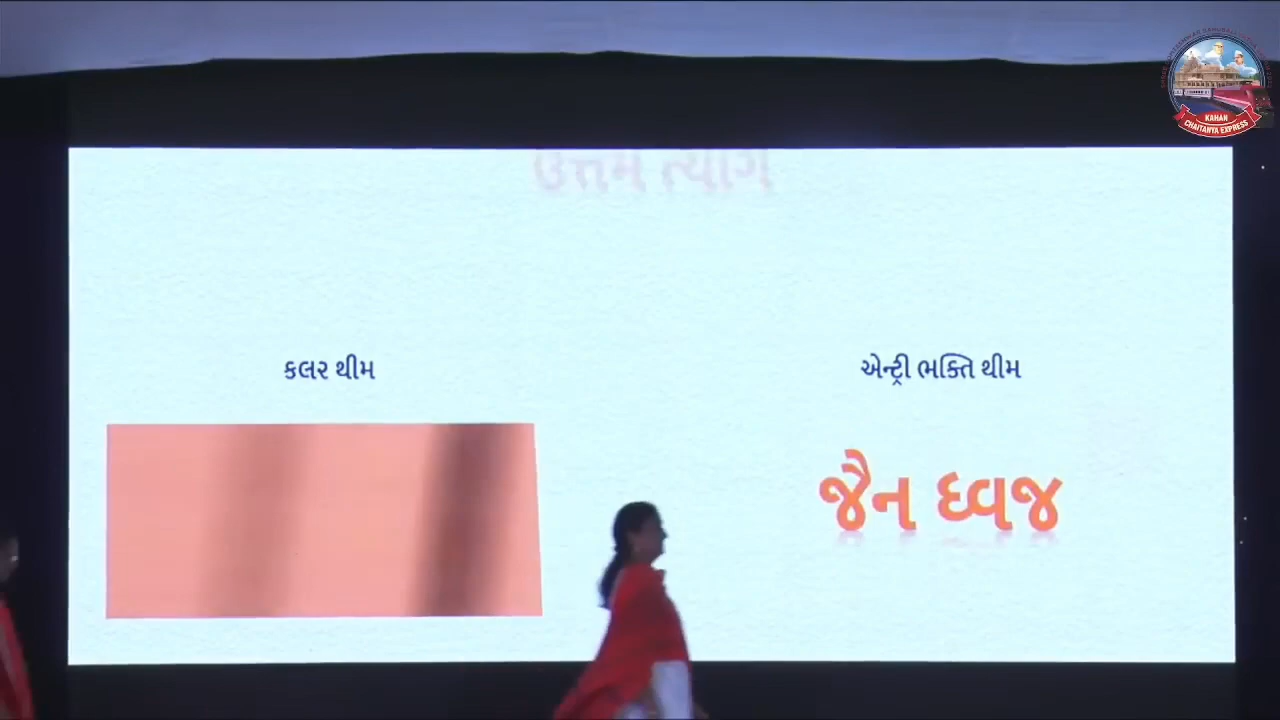 ઉત્તમ ત્યાગ
કલર થીમ
એન્ટ્રી ભક્તિ થીમ
જૈન ધ્વજ
KAHAN
CHAITANYA EXPRESS